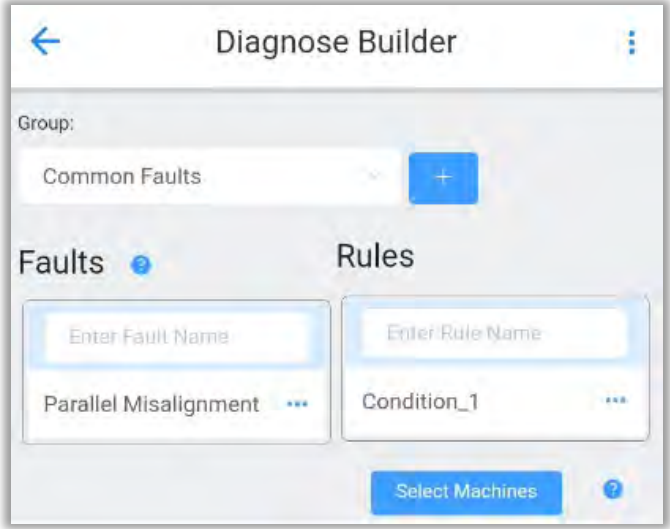 Diagnose Builder
Group:
Common Faults
+
Faults ?
Rules
Enter Fault Name
Enter Rule Name
Parallel Misalignment
Condition_1
Select Machines ?